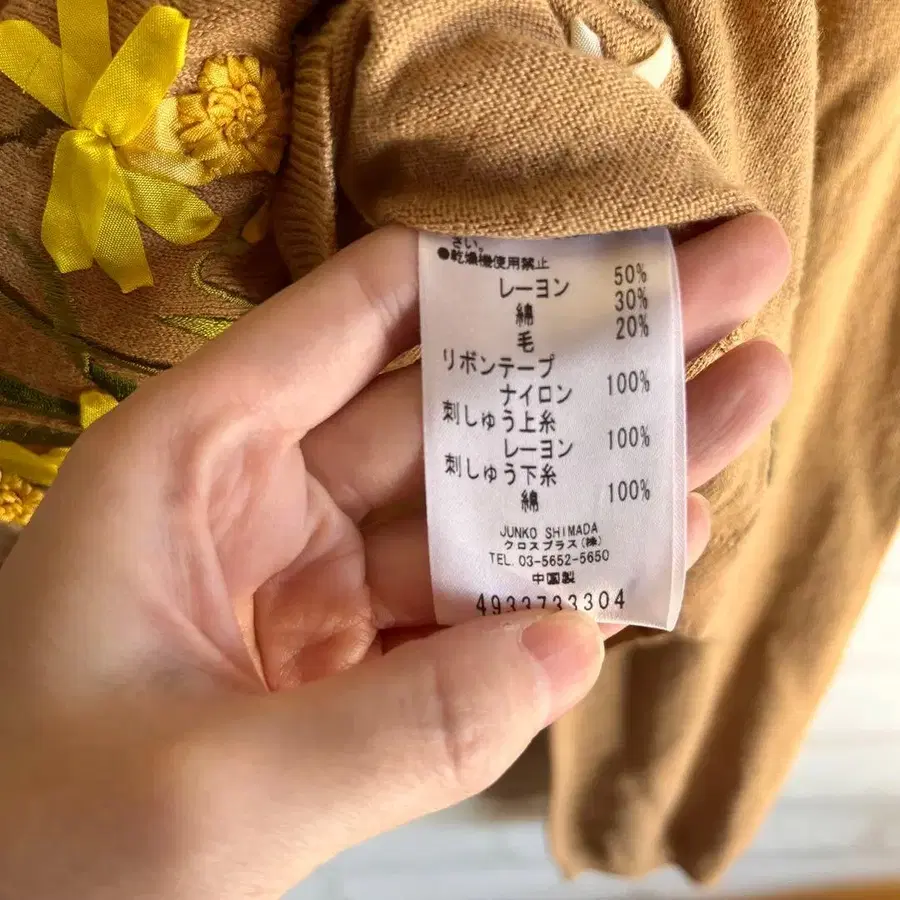 さい。
●乾燥機使用禁止
レーヨン 50%
綿 30%
毛 20%
リボンテープ
ナイロン 100%
刺しゅう上糸
レーヨン 100%
刺しゅう下糸
綿 100%
JUNKO SHIMADA
クロスプラス(株)
TEL. 03-5652-5650
中国製
4933733304